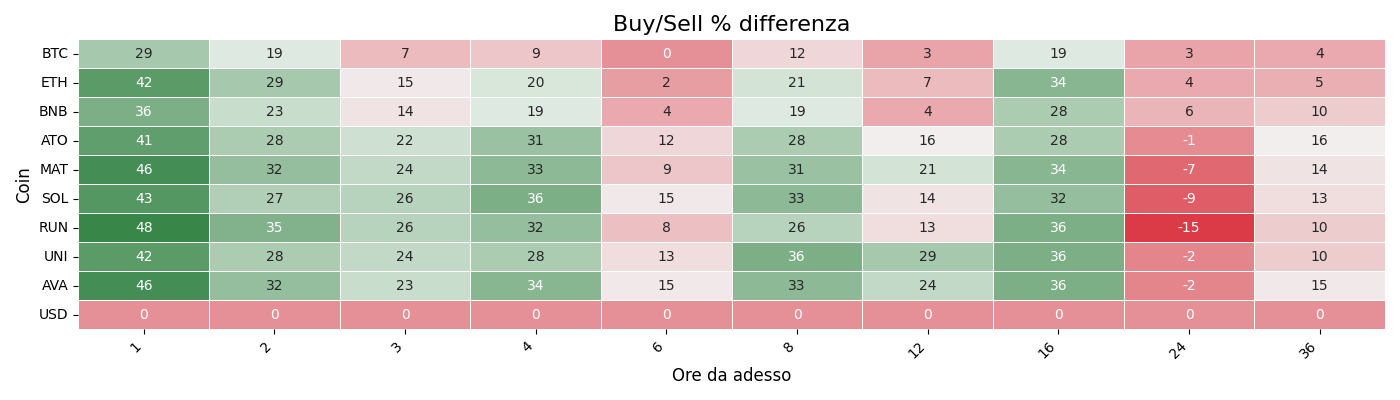 Buy/Sell % differenza
Coin
BTC 29 19 7 9 0 12 3 19 3 4
ETH 42 29 15 20 2 21 7 34 4 5
BNB 36 23 14 19 4 19 4 28 6 10
ATO 41 28 22 31 12 28 16 28 -1 16
MAT 46 32 24 33 9 31 21 34 -7 14
SOL 43 27 26 36 15 33 14 32 -9 13
RUN 48 35 26 32 8 26 13 36 -15 10
UNI 42 28 24 28 13 36 29 36 -2 10
AVA 46 32 23 34 15 33 24 36 -2 15
USD 0 0 0 0 0 0 0 0 0 0
1 2 3 4 6 8 12 16 24 36
Ore da adesso